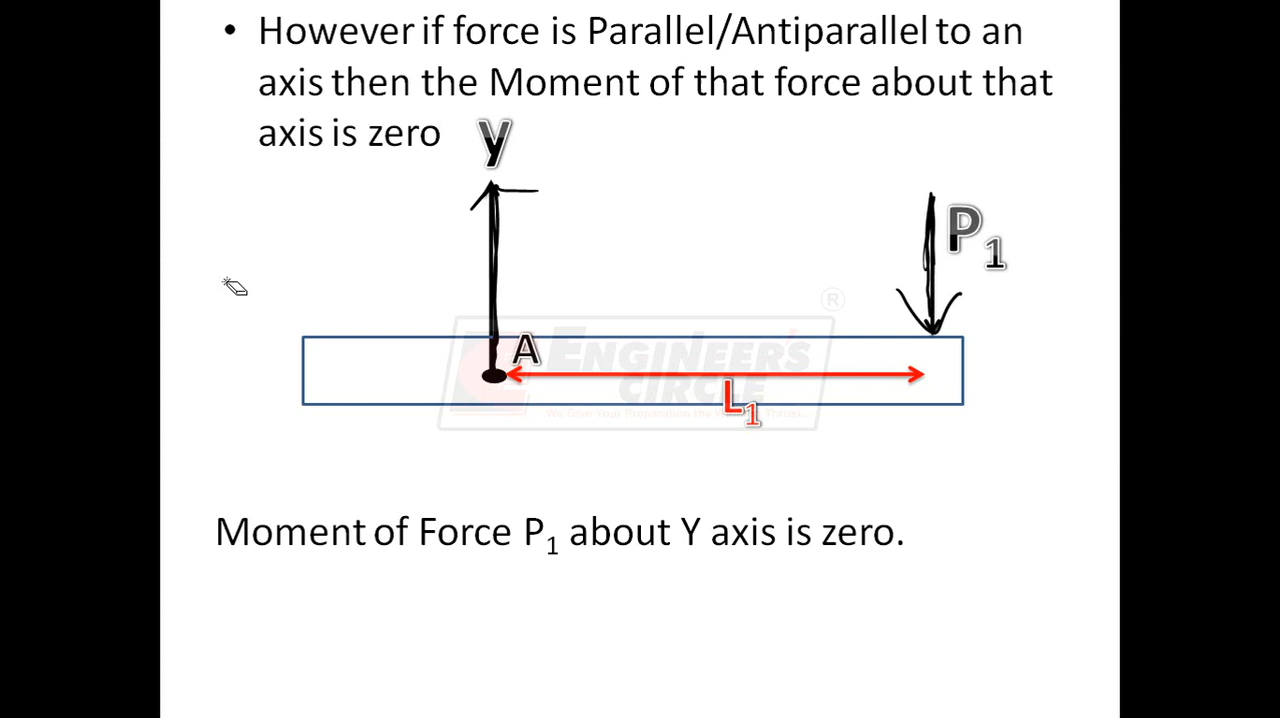 • However if force is Parallel/Antiparallel to an
axis then the Moment of that force about that
axis is zero
y
P1
®
A
ENGINEER'S
CIRCLE
L1
Moment of Force P1 about Y axis is zero.